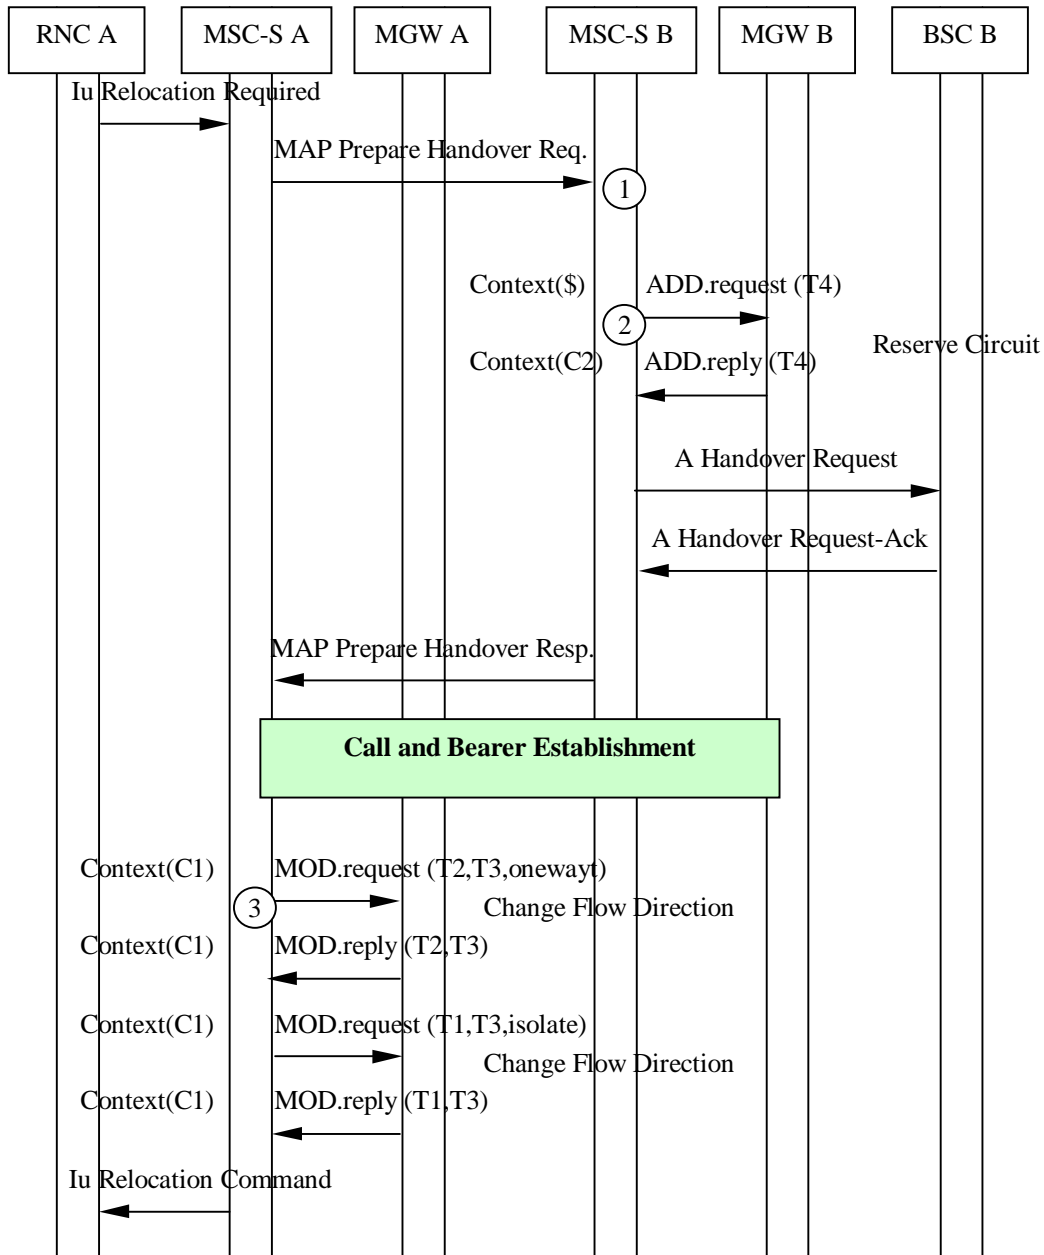 RNC A
MSC-S A
MGW A
MSC-S B
MGW B
BSC B
Iu Relocation Required
MAP Prepare Handover Req.
1
Context($)
ADD.request (T4)
2
Reserve Circuit
Context(C2)
ADD.reply (T4)
A Handover Request
A Handover Request-Ack
MAP Prepare Handover Resp.
Call and Bearer Establishment
Context(C1)
MOD.request (T2,T3,onewayt)
3
Change Flow Direction
Context(C1)
MOD.reply (T2,T3)
Context(C1)
MOD.request (T1,T3,isolate)
Change Flow Direction
Context(C1)
MOD.reply (T1,T3)
Iu Relocation Command